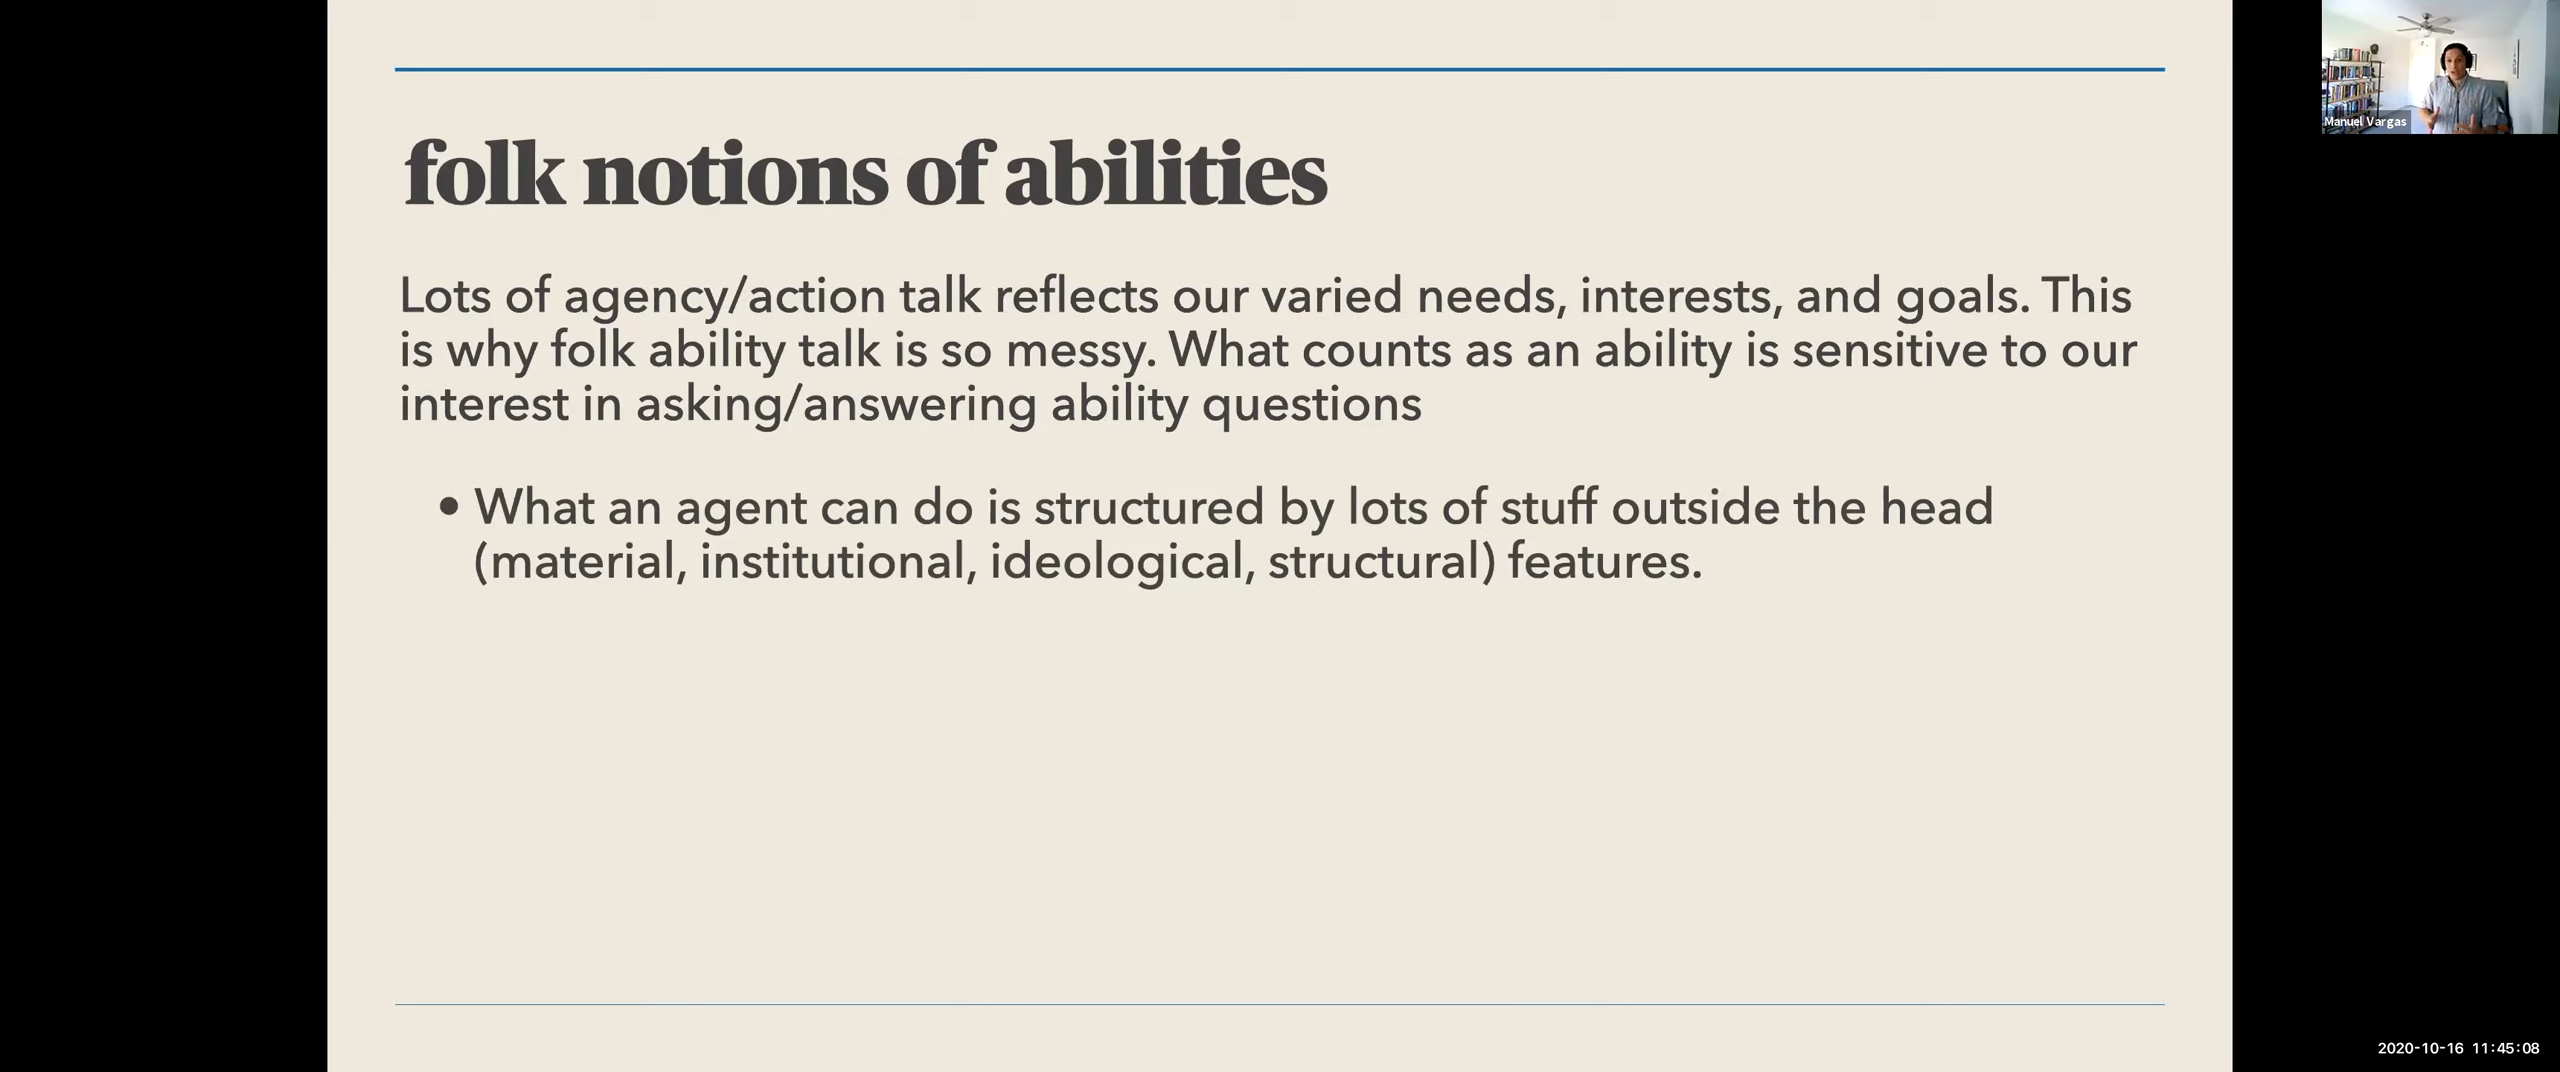 Manuel Vargas
folk notions of abilities
Lots of agency/action talk reflects our varied needs, interests, and goals. This
is why folk ability talk is so messy. What counts as an ability is sensitive to our
interest in asking/answering ability questions
• What an agent can do is structured by lots of stuff outside the head
(material, institutional, ideological, structural) features.
2020-10-16 11:45:08